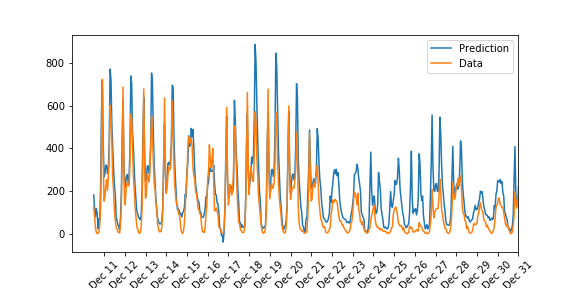 Prediction
Data
800
600
400
200
0
Dec 11
Dec 12
Dec 13
Dec 14
Dec 15
Dec 16
Dec 17
Dec 18
Dec 19
Dec 20
Dec 21
Dec 22
Dec 23
Dec 24
Dec 25
Dec 26
Dec 27
Dec 28
Dec 29
Dec 30
Dec 31